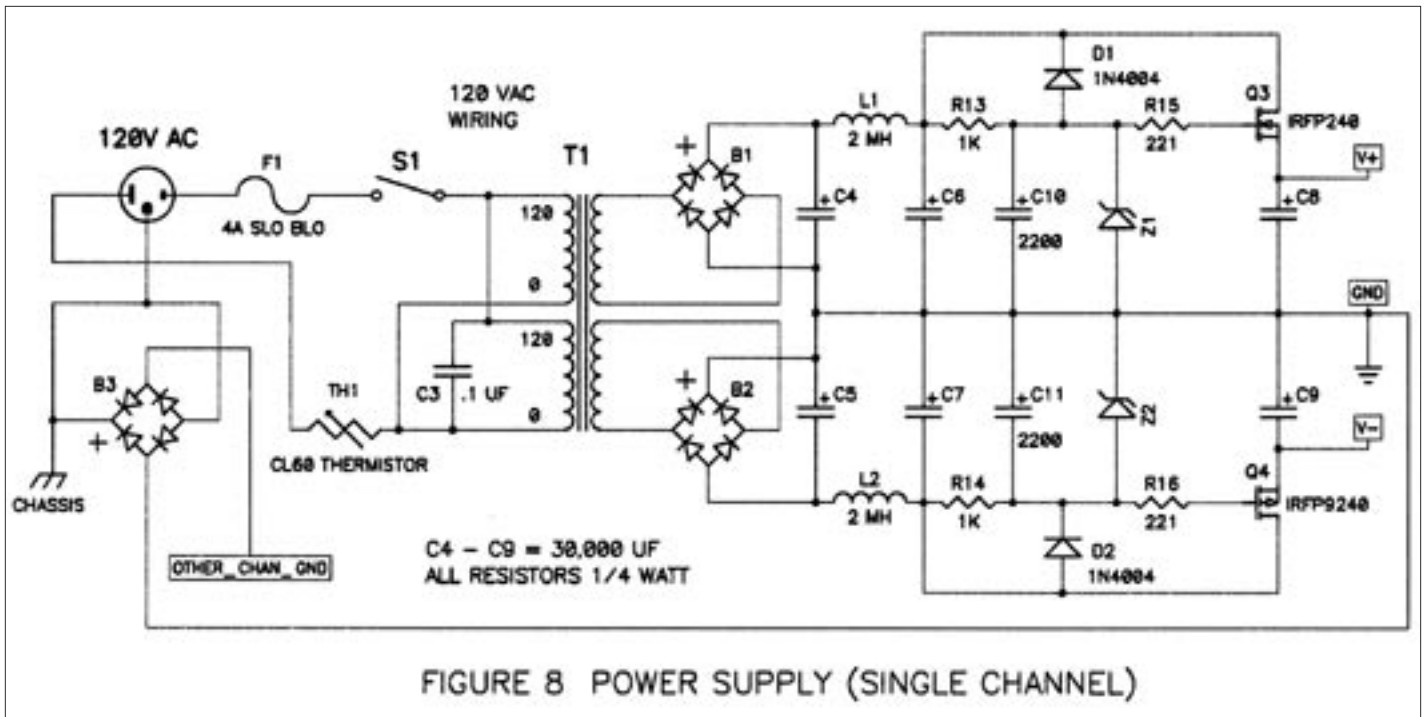 120V AC
F1
4A SLO BLO
S1
120 VAC
WIRING
T1
120
0
120
0
C3 .1 UF
TH1
CL60 THERMISTOR
B3
+
CHASSIS
OTHER_CHAN_GND
+
B1
+
B2
C4 - C9 = 30,000 UF
ALL RESISTORS 1/4 WATT
L1
2 MH
R13
1K
D1
1N4004
R15
221
Q3
IRFP240
V+
+C4
+C6
+C10
2200
Z1
+C8
GND
+C5
+C7
+C11
2200
Z2
+C9
V-
L2
2 MH
R14
1K
D2
1N4004
R16
221
Q4
IRFP9240
FIGURE 8 POWER SUPPLY (SINGLE CHANNEL)